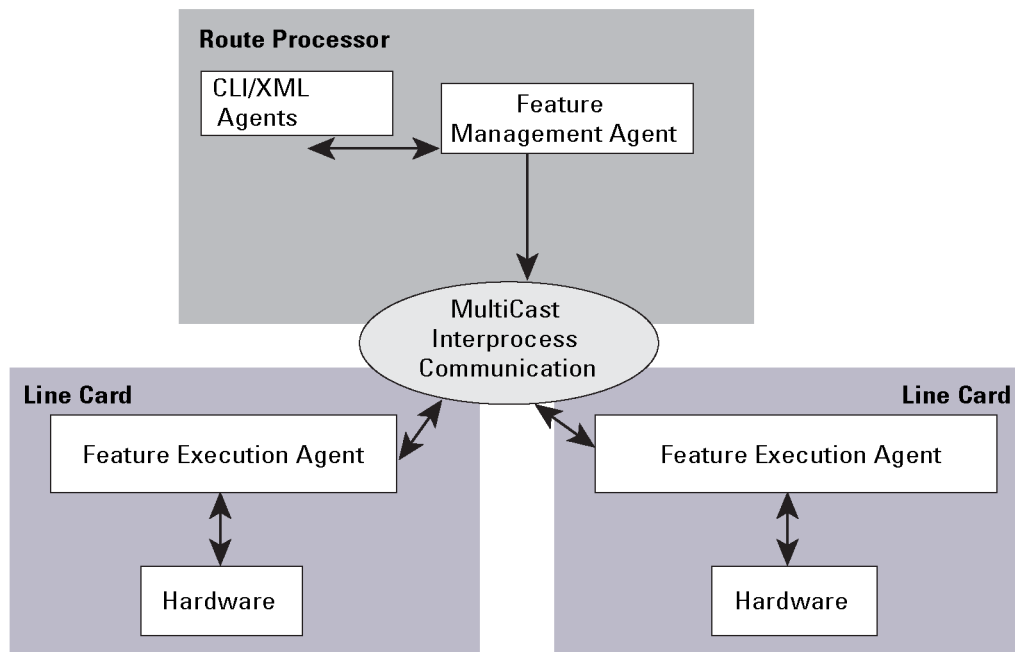 Route Processor
CLI/XML
Agents
Feature
Management Agent
MultiCast
Interprocess
Communication
Line Card
Feature Execution Agent
Hardware
Line Card
Feature Execution Agent
Hardware